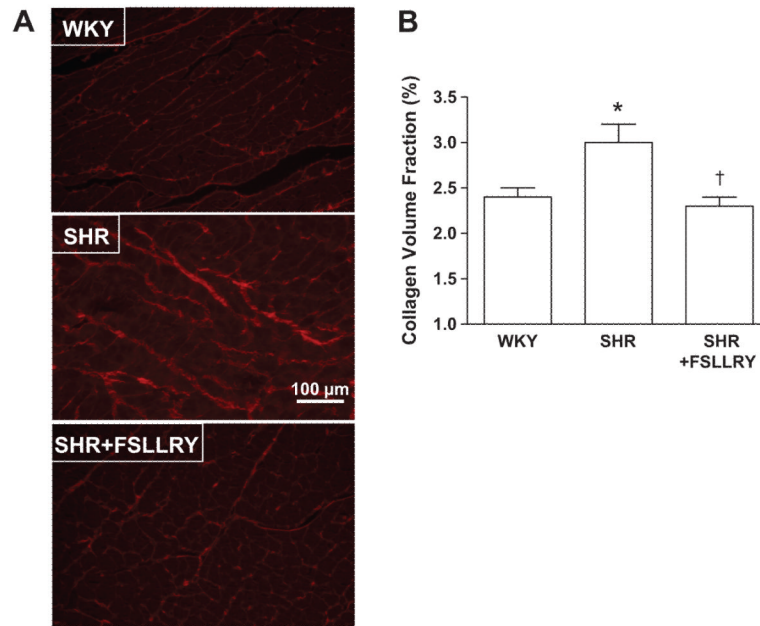 A
WKY
SHR
100 µm
SHR+FSLLRY
B
Collagen Volume Fraction (%)
3.5
3.0
2.5
2.0
1.5
1.0
*
†
WKY
SHR
SHR
+FSLLRY